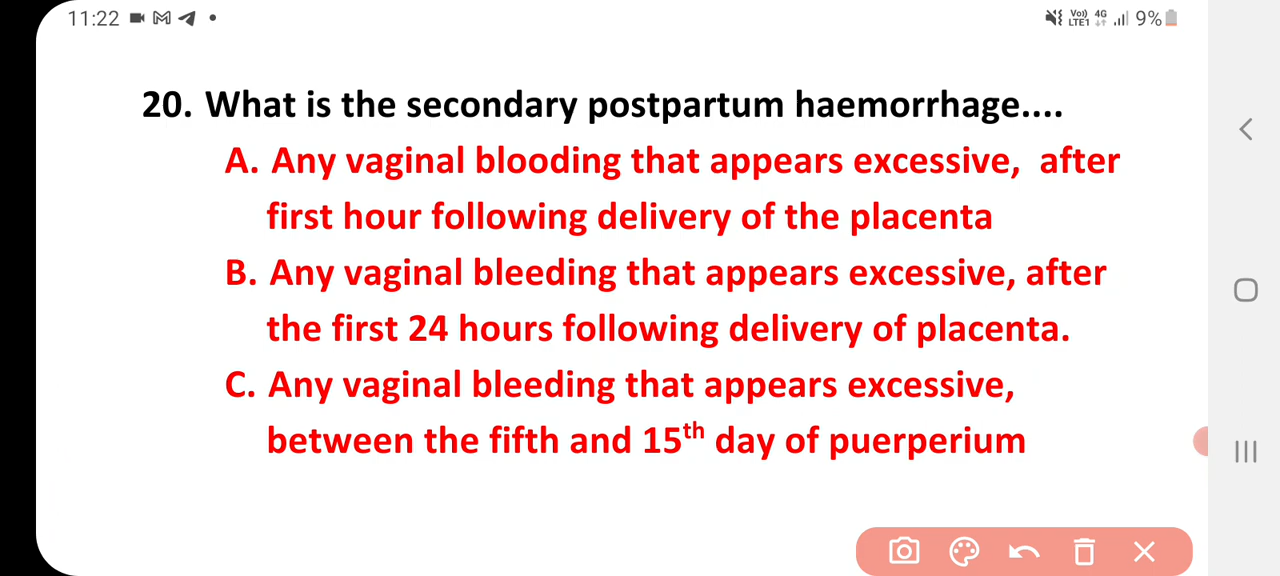 11:22
Vo) 4G
LTE1 9%
20. What is the secondary postpartum haemorrhage....
A. Any vaginal blooding that appears excessive, after
first hour following delivery of the placenta
B. Any vaginal bleeding that appears excessive, after
the first 24 hours following delivery of placenta.
C. Any vaginal bleeding that appears excessive,
between the fifth and 15th day of puerperium